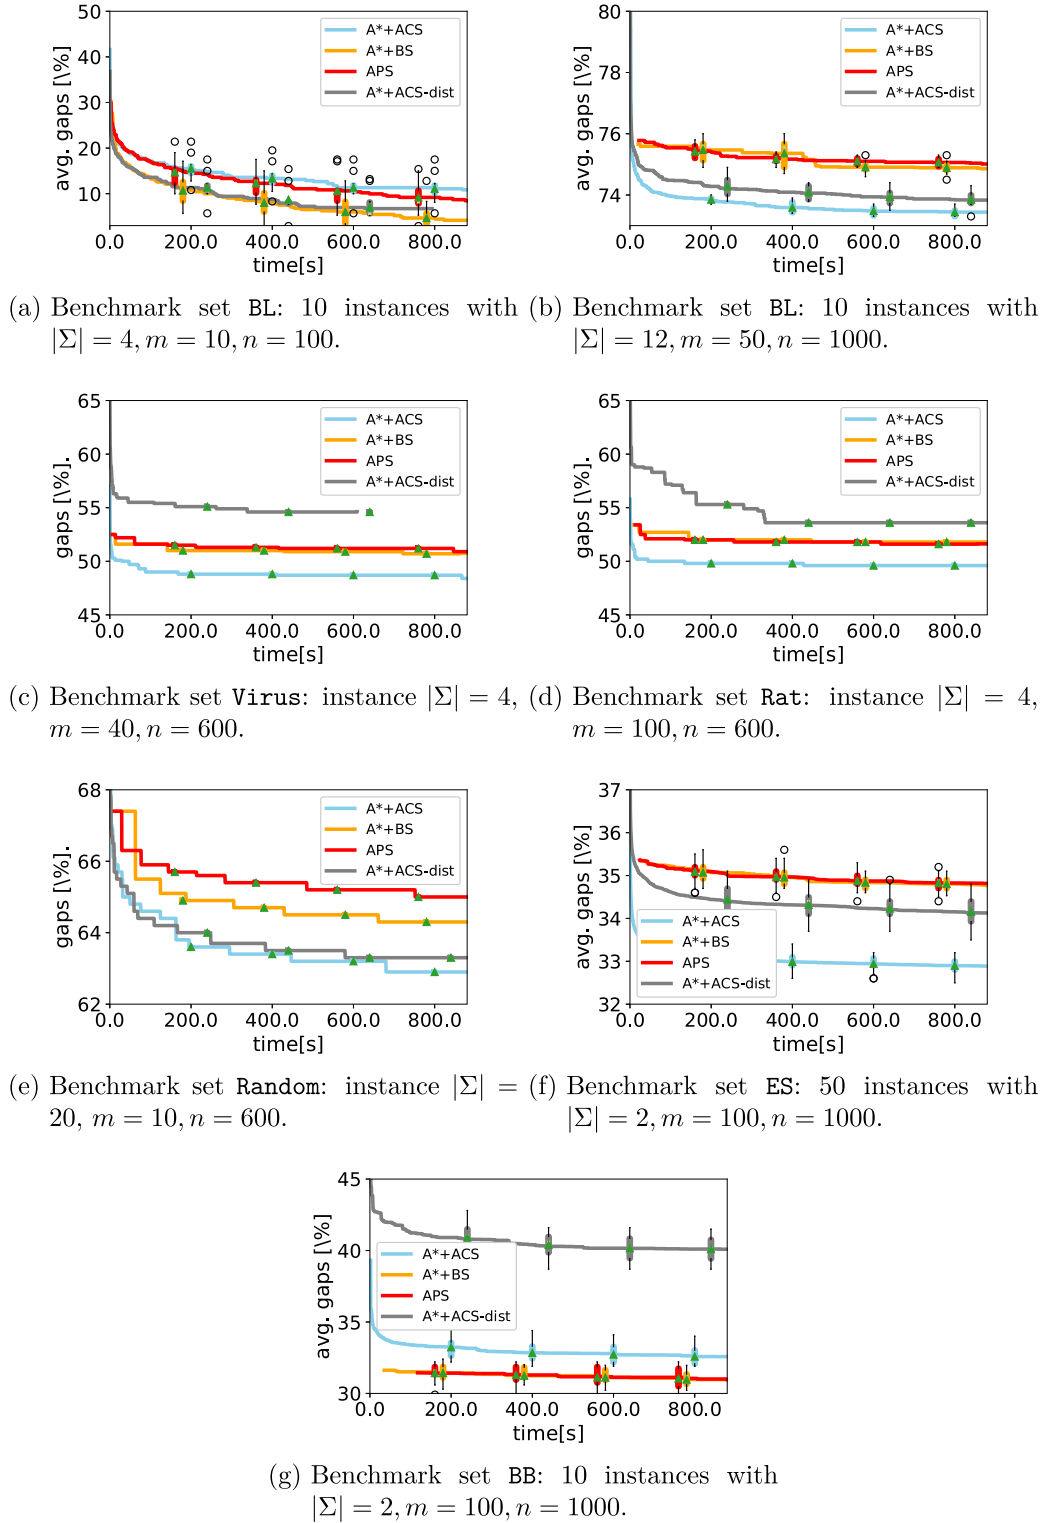 50
40
30
20
10
avg. gaps [\%]
0.0 200.0 400.0 600.0 800.0
time[s]
A*+ACS
A*+BS
APS
A*+ACS-dist
80
78
76
74
avg. gaps [\%]
0.0 200.0 400.0 600.0 800.0
time[s]
A*+ACS
A*+BS
APS
A*+ACS-dist
(a) Benchmark set BL: 10 instances with
|Σ| = 4, m = 10, n = 100.
(b) Benchmark set BL: 10 instances with
|Σ| = 12, m = 50, n = 1000.
65
60
55
50
45
gaps [\%].
0.0 200.0 400.0 600.0 800.0
time[s]
A*+ACS
A*+BS
APS
A*+ACS-dist
65
60
55
50
45
gaps [\%].
0.0 200.0 400.0 600.0 800.0
time[s]
A*+ACS
A*+BS
APS
A*+ACS-dist
(c) Benchmark set Virus: instance |Σ| = 4,
m = 40, n = 600.
(d) Benchmark set Rat: instance |Σ| = 4,
m = 100, n = 600.
68
66
64
62
gaps [\%].
0.0 200.0 400.0 600.0 800.0
time[s]
A*+ACS
A*+BS
APS
A*+ACS-dist
37
36
35
34
33
32
avg. gaps [\%]
0.0 200.0 400.0 600.0 800.0
time[s]
A*+ACS
A*+BS
APS
A*+ACS-dist
(e) Benchmark set Random: instance |Σ| =
20, m = 10, n = 600.
(f) Benchmark set ES: 50 instances with
|Σ| = 2, m = 100, n = 1000.
45
40
35
30
avg. gaps [\%]
0.0 200.0 400.0 600.0 800.0
time[s]
A*+ACS
A*+BS
APS
A*+ACS-dist
(g) Benchmark set BB: 10 instances with
|Σ| = 2, m = 100, n = 1000.